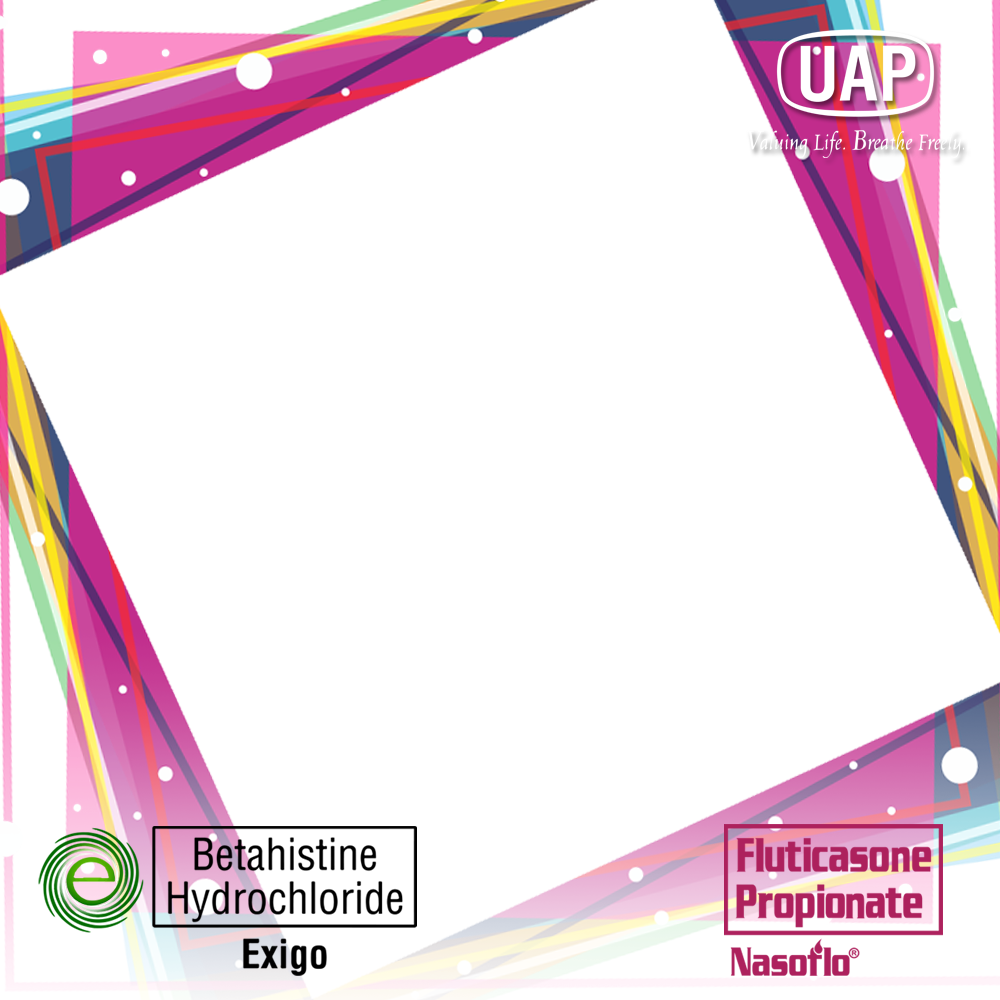 UAP
Valuing Life. Breathe Freely.
e
Betahistine
Hydrochloride
Exigo
Fluticasone
Propionate
Nasoflo®